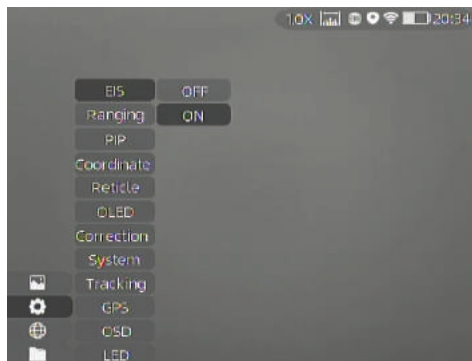 10X 20:34
EIS OFF
Ranging ON
PIP
Coordinate
Reticle
OLED
Correction
System
Tracking
GPS
OSD
LED